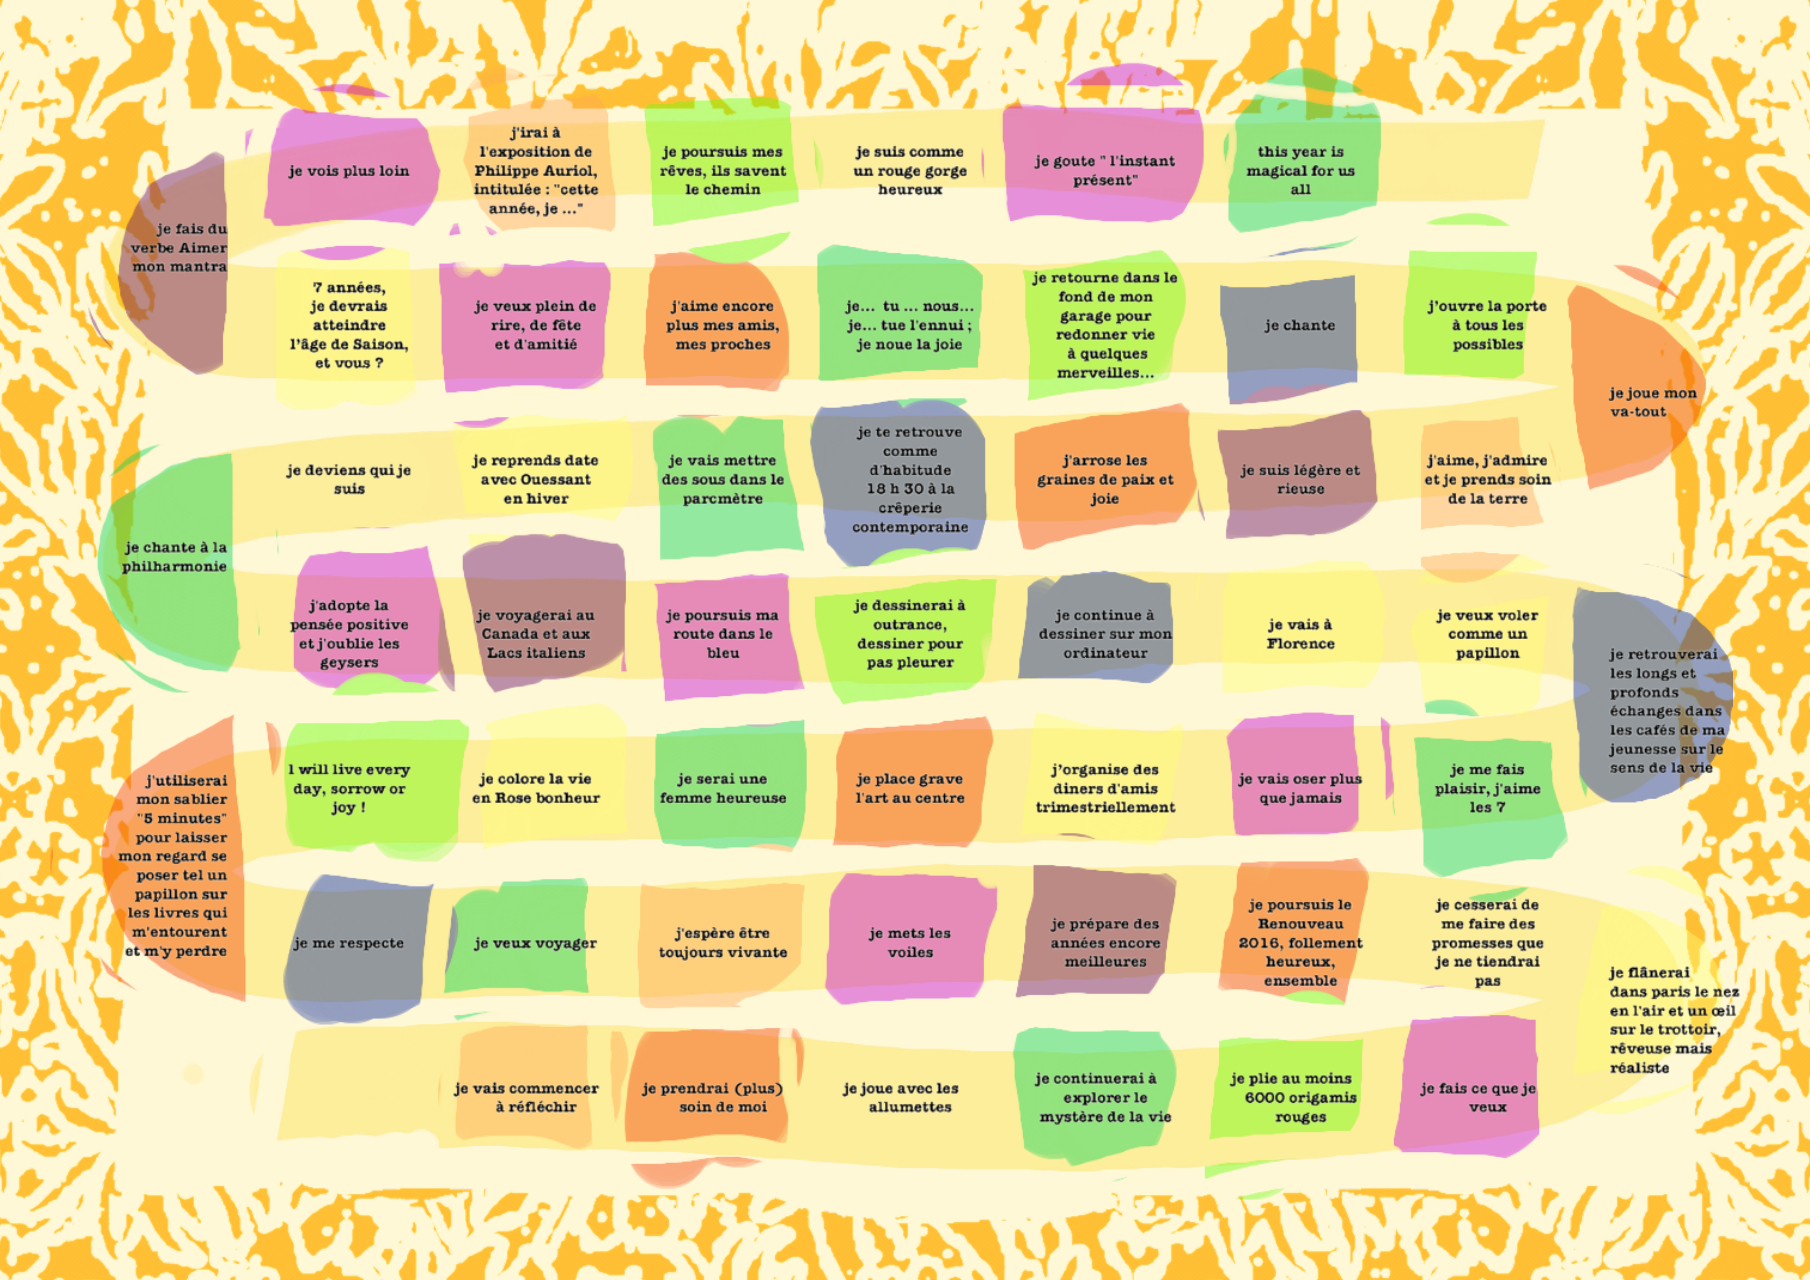 je vois plus loin
j'irai à
l'exposition de
Philippe Auriol,
intitulée : "cette
année, je ..."
je poursuis mes
rêves, ils savent
le chemin
je suis comme
un rouge gorge
heureux
je goute " l'instant
présent"
this year is
magical for us
all
je fais du
verbe Aimer
mon mantra
7 années,
je devrais
atteindre
l'âge de Saison,
et vous ?
je veux plein de
rire, de fête
et d'amitié
j'aime encore
plus mes amis,
mes proches
je... tu ... nous...
je... tue l'ennui ;
je noue la joie
je retourne dans le
fond de mon
garage pour
redonner vie
à quelques
merveilles...
je chante
j'ouvre la porte
à tous les
possibles
je joue mon
va-tout
je deviens qui je
suis
je reprends date
avec Ouessant
en hiver
je vais mettre
des sous dans le
parcmètre
je te retrouve
comme
d'habitude
18 h 30 à la
crêperie
contemporaine
j'arrose les
graines de paix et
joie
je suis légère et
rieuse
j'aime, j'admire
et je prends soin
de la terre
je chante à la
philharmonie
j'adopte la
pensée positive
et j'oublie les
geysers
je voyagerai au
Canada et aux
Lacs italiens
je poursuis ma
route dans le
bleu
je dessinerai à
outrance,
dessiner pour
pas pleurer
je continue à
dessiner sur mon
ordinateur
je vais à
Florence
je veux voler
comme un
papillon
je retrouverai
les longs et
profonds
échanges dans
les cafés de ma
jeunesse sur le
sens de la vie
j'utiliserai
mon sablier
"5 minutes"
pour laisser
mon regard se
poser tel un
papillon sur
les livres qui
m'entourent
et m'y perdre
l will live every
day, sorrow or
joy !
je colore la vie
en Rose bonheur
je serai une
femme heureuse
je place grave
l'art au centre
j'organise des
diners d'amis
trimestriellement
je vais oser plus
que jamais
je me fais
plaisir, j'aime
les 7
je me respecte
je veux voyager
j'espère être
toujours vivante
je mets les
voiles
je prépare des
années encore
meilleures
je poursuis le
Renouveau
2016, follement
heureux,
ensemble
je cesserai de
me faire des
promesses que
je ne tiendrai
pas
je flânerai
dans paris le nez
en l'air et un œil
sur le trottoir,
rêveuse mais
réaliste
je vais commencer
à réfléchir
je prendrai (plus)
soin de moi
je joue avec les
allumettes
je continuerai à
explorer le
mystère de la vie
je plie au moins
6000 origamis
rouges
je fais ce que je
veux